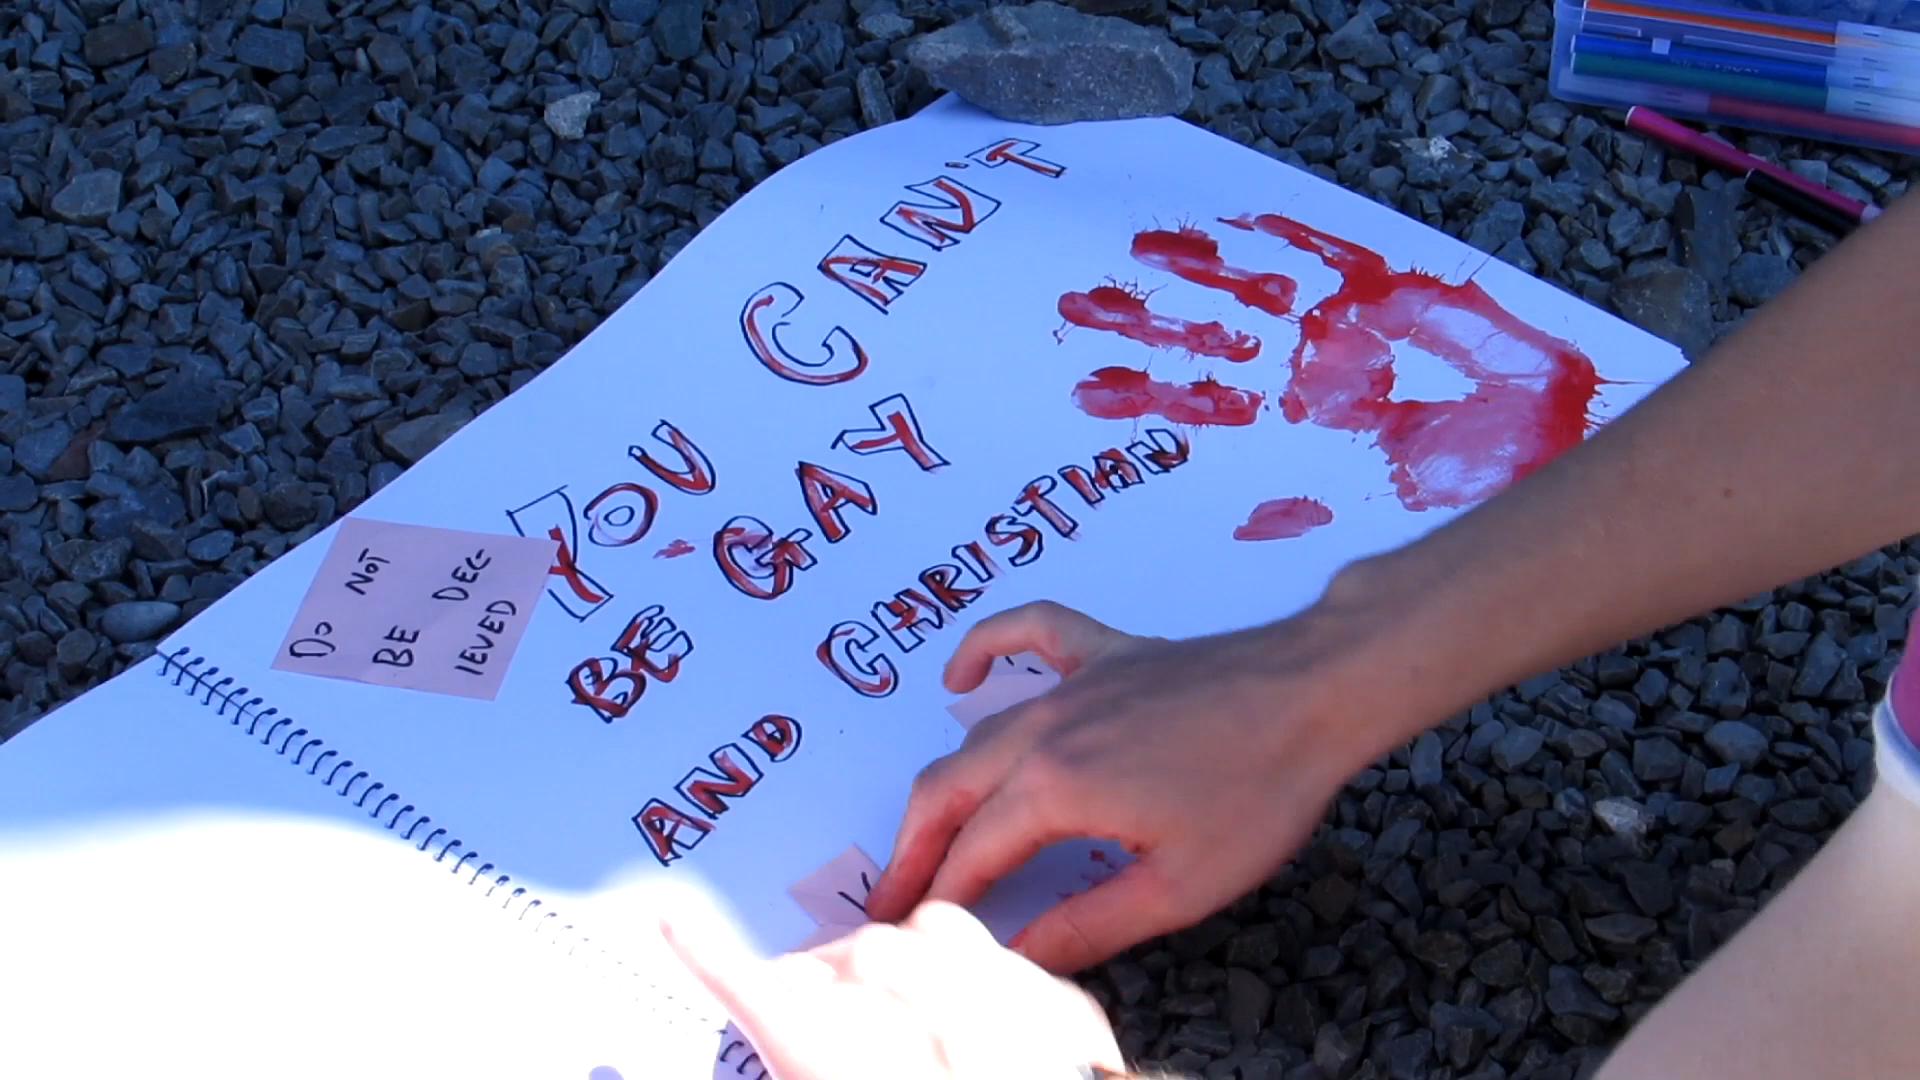 YOU CAN'T
BE GAY
AND CHRISTIAN
DO NOT
BE DEC-
IEVED